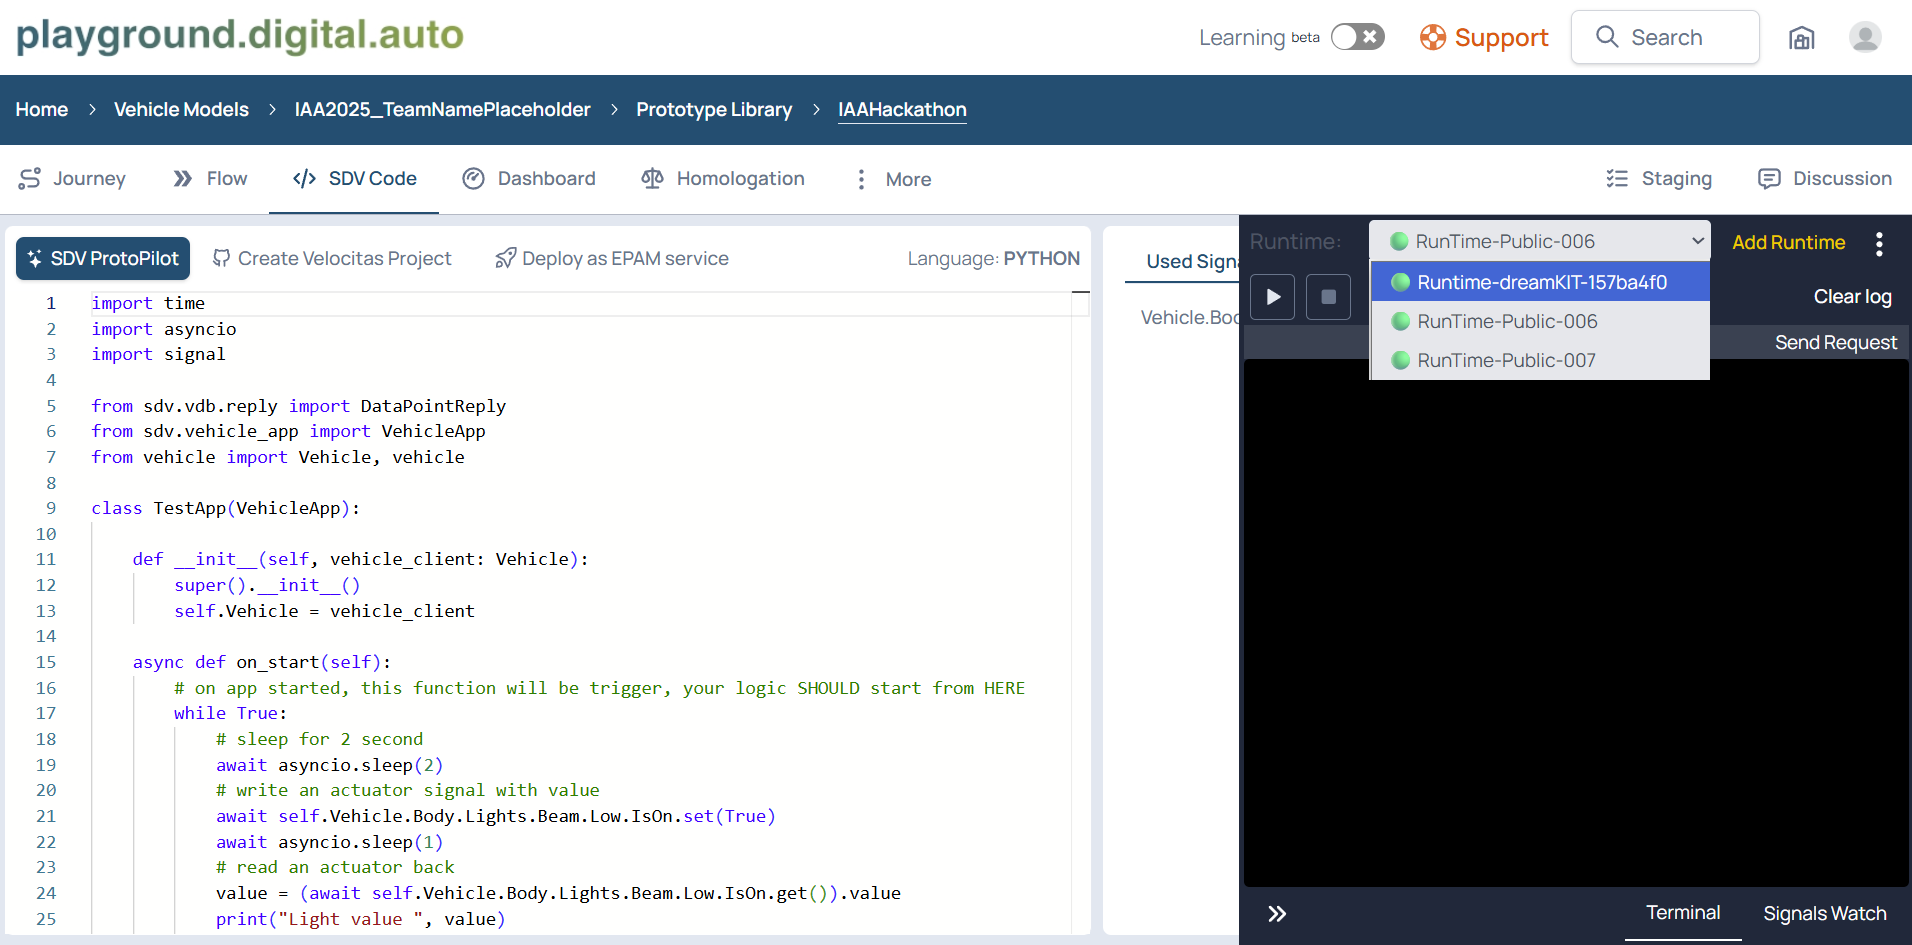 playground.digital.auto
Learning beta
Support
Search
Home > Vehicle Models > IAA2025_TeamNamePlaceholder > Prototype Library > IAAHackathon
Journey
Flow
</> SDV Code
Dashboard
Homologation
More
Staging
Discussion
SDV ProtoPilot
Create Velocitas Project
Deploy as EPAM service
Language: PYTHON
1 import time
2 import asyncio
3 import signal
4
5 from sdv.vdb.reply import DataPointReply
6 from sdv.vehicle_app import VehicleApp
7 from vehicle import Vehicle, vehicle
8
9 class TestApp(VehicleApp):
10
11 def __init__(self, vehicle_client: Vehicle):
12 super().__init__()
13 self.Vehicle = vehicle_client
14
15 async def on_start(self):
16 # on app started, this function will be trigger, your logic SHOULD start from HERE
17 while True:
18 # sleep for 2 second
19 await asyncio.sleep(2)
20 # write an actuator signal with value
21 await self.Vehicle.Body.Lights.Beam.Low.IsOn.set(True)
22 await asyncio.sleep(1)
23 # read an actuator back
24 value = (await self.Vehicle.Body.Lights.Beam.Low.IsOn.get()).value
25 print("Light value ", value)
Used Signa
Vehicle.Bo
Runtime:
RunTime-Public-006
Add Runtime
Runtime-dreamKIT-157ba4f0
RunTime-Public-006
RunTime-Public-007
Clear log
Send Request
Terminal
Signals Watch